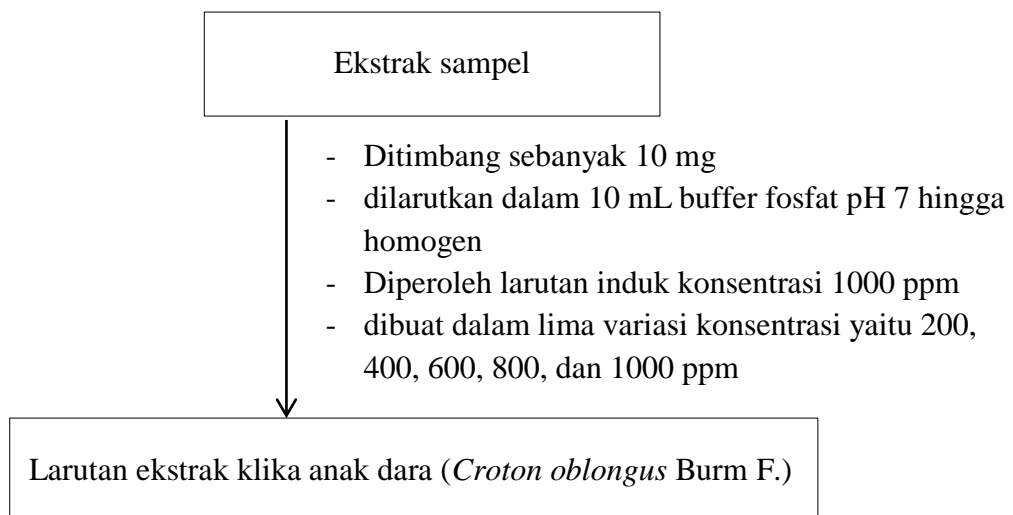 Ekstrak sampel
- Ditimbang sebanyak 10 mg
- dilarutkan dalam 10 mL buffer fosfat pH 7 hingga
homogen
- Diperoleh larutan induk konsentrasi 1000 ppm
- dibuat dalam lima variasi konsentrasi yaitu 200,
400, 600, 800, dan 1000 ppm
Larutan ekstrak klika anak dara (Croton oblongus Burm F.)